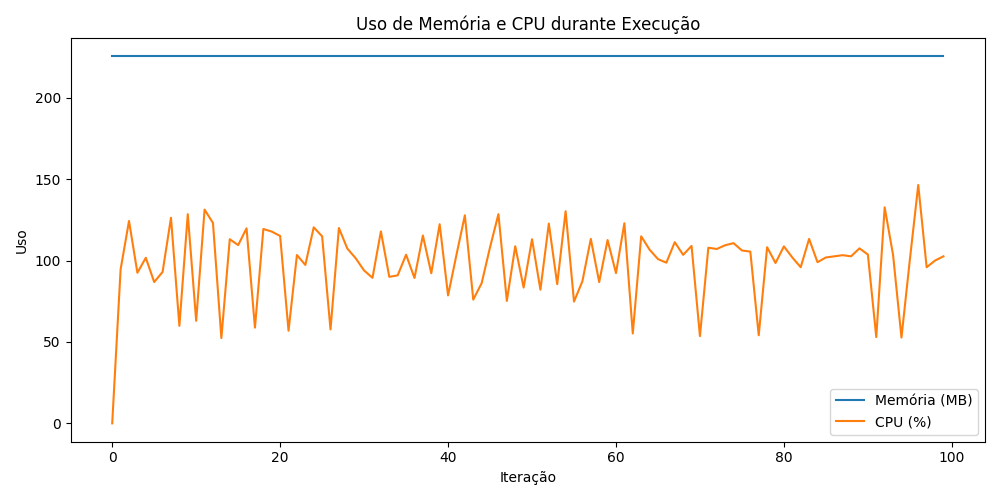 Uso de Memória e CPU durante Execução
Uso
200
150
100
50
0
0 20 40 60 80 100
Iteração
Memória (MB)
CPU (%)